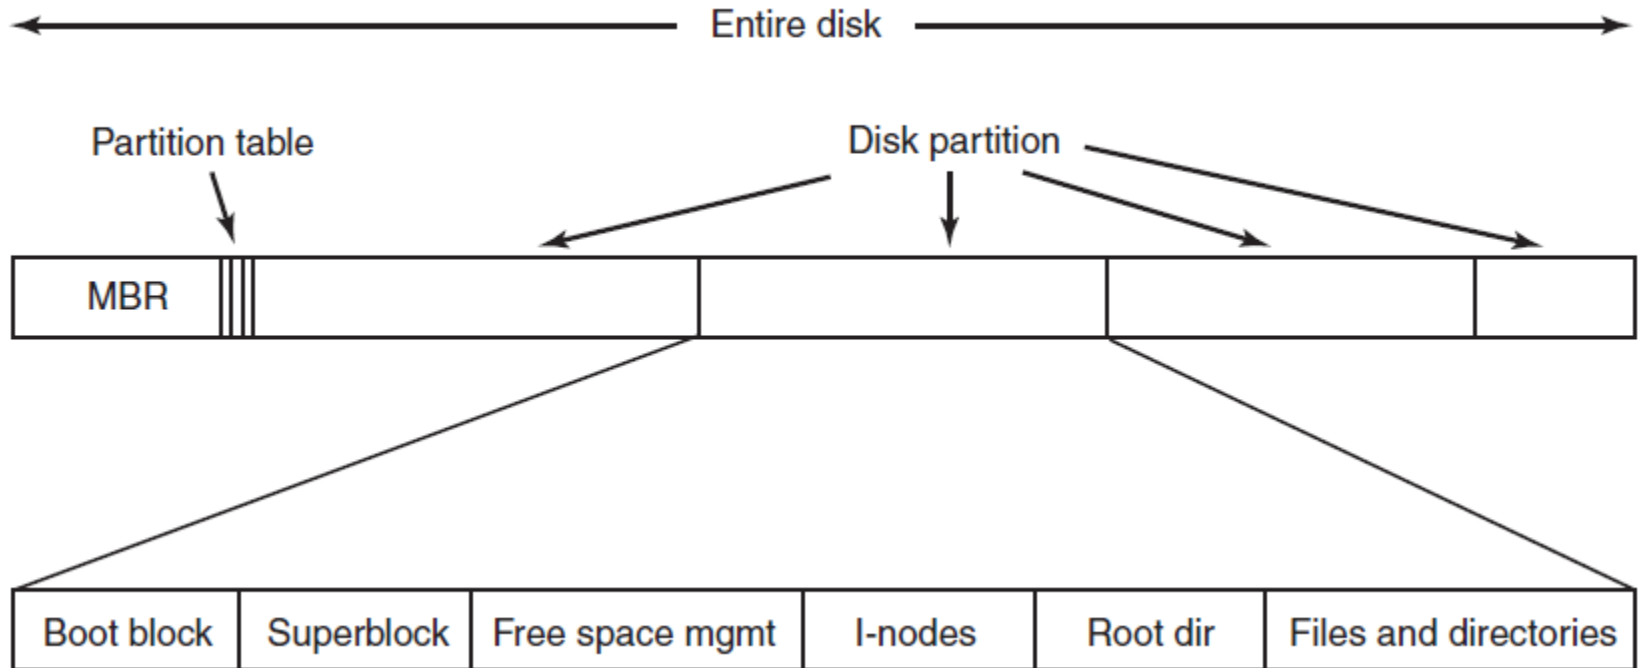 Entire disk
Partition table
Disk partition
MBR
Boot block
Superblock
Free space mgmt
I-nodes
Root dir
Files and directories